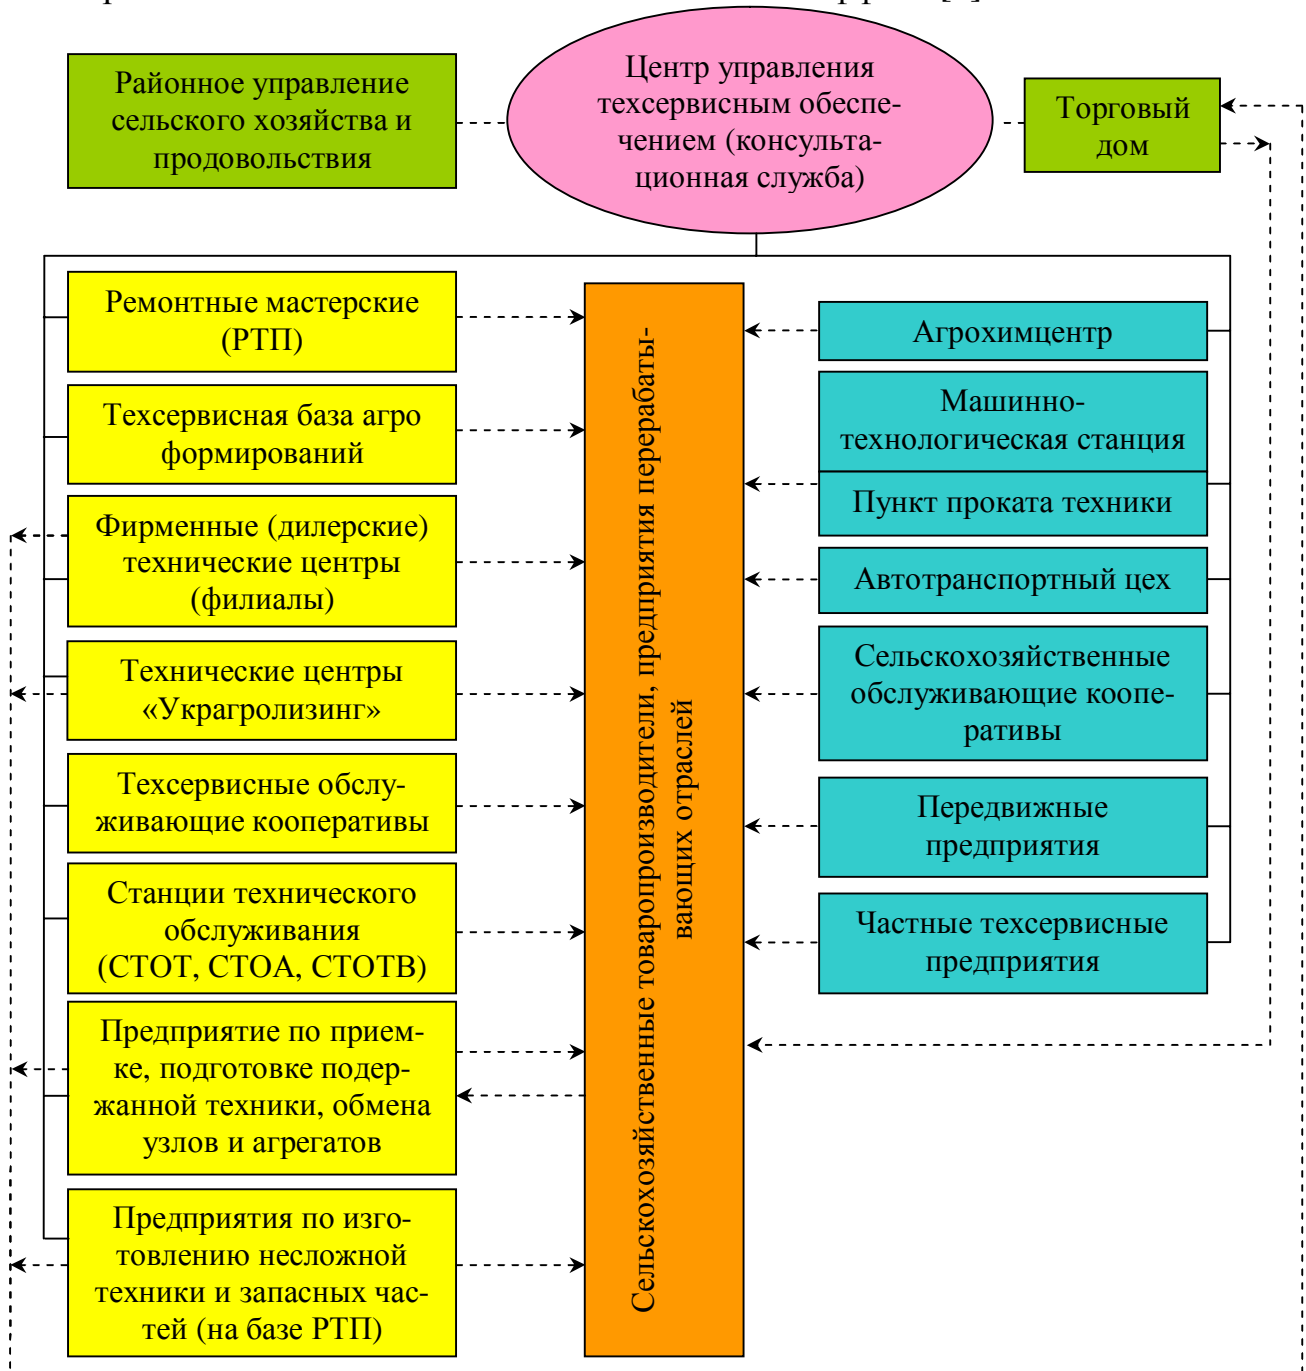 Районное управление
сельского хозяйства и
продовольствия
Центр управления
техсервисным обеспе-
чением (консульта-
ционная служба)
Торговый
дом
Ремонтные мастерские
(РТП)
Техсервисная база агро
формирований
Фирменные (дилерские)
технические центры
(филиалы)
Технические центры
«Украгролизинг»
Техсервисные обслу-
живающие кооперативы
Станции технического
обслуживания
(СТОТ, СТОА, СТОТВ)
Предприятие по прием-
ке, подготовке подер-
жанной техники, обмена
узлов и агрегатов
Предприятия по изго-
товлению несложной
техники и запасных час-
тей (на базе РТП)
Сельскохозяйственные товаропроизводители, предприятия перерабаты-
вающих отраслей
Агрохимцентр
Машинно-
технологическая станция
Пункт проката техники
Автотранспортный цех
Сельскохозяйственные
обслуживающие коопе-
ративы
Передвижные
предприятия
Частные техсервисные
предприятия